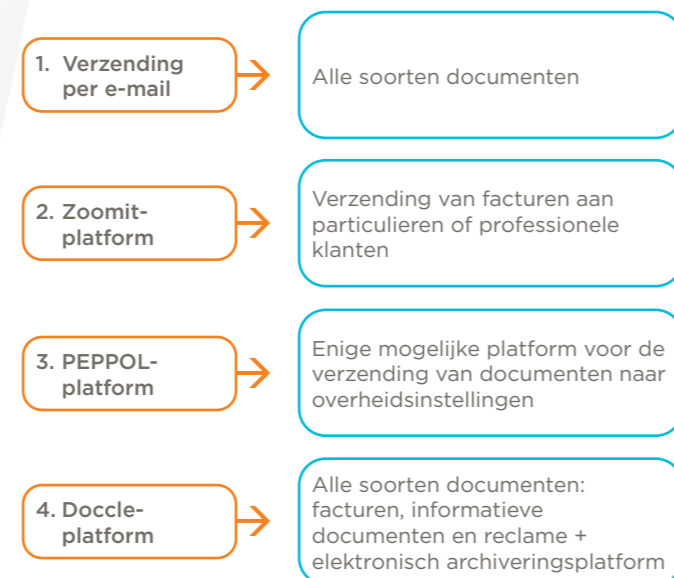 1. Verzending
per e-mail
Alle soorten documenten
2. Zoomit-
platform
Verzending van facturen aan
particulieren of professionele
klanten
3. PEPPOL-
platform
Enige mogelijke platform voor de
verzending van documenten naar
overheidsinstellingen
4. Doccle-
platform
Alle soorten documenten:
facturen, informatieve
documenten en reclame +
elektronisch archiveringsplatform